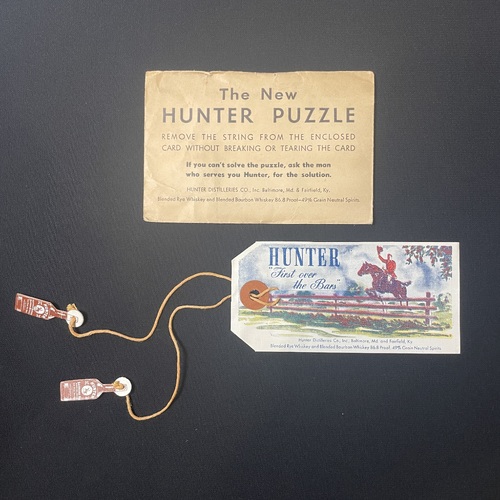 The New
HUNTER PUZZLE
REMOVE THE STRING FROM THE ENCLOSED
CARD WITHOUT BREAKING OR TEARING THE CARD
If you can't solve the puzzle, ask the man
who serves you Hunter, for the solution.
HUNTER DISTILLERIES CO., Inc. Baltimore, Md. & Fairfield, Ky.
Blended Rye Whiskey and Blended Bourbon Whiskey 86.8 Proof—49% Grain Neutral Spirits.
HUNTER
"First over
the Bars"
Hunter Distilleries Co., Inc. Baltimore, Md. and Fairfield, Ky.
Blended Rye Whiskey and Blended Bourbon Whiskey 86.8 Proof. 49% Grain Neutral Spirits